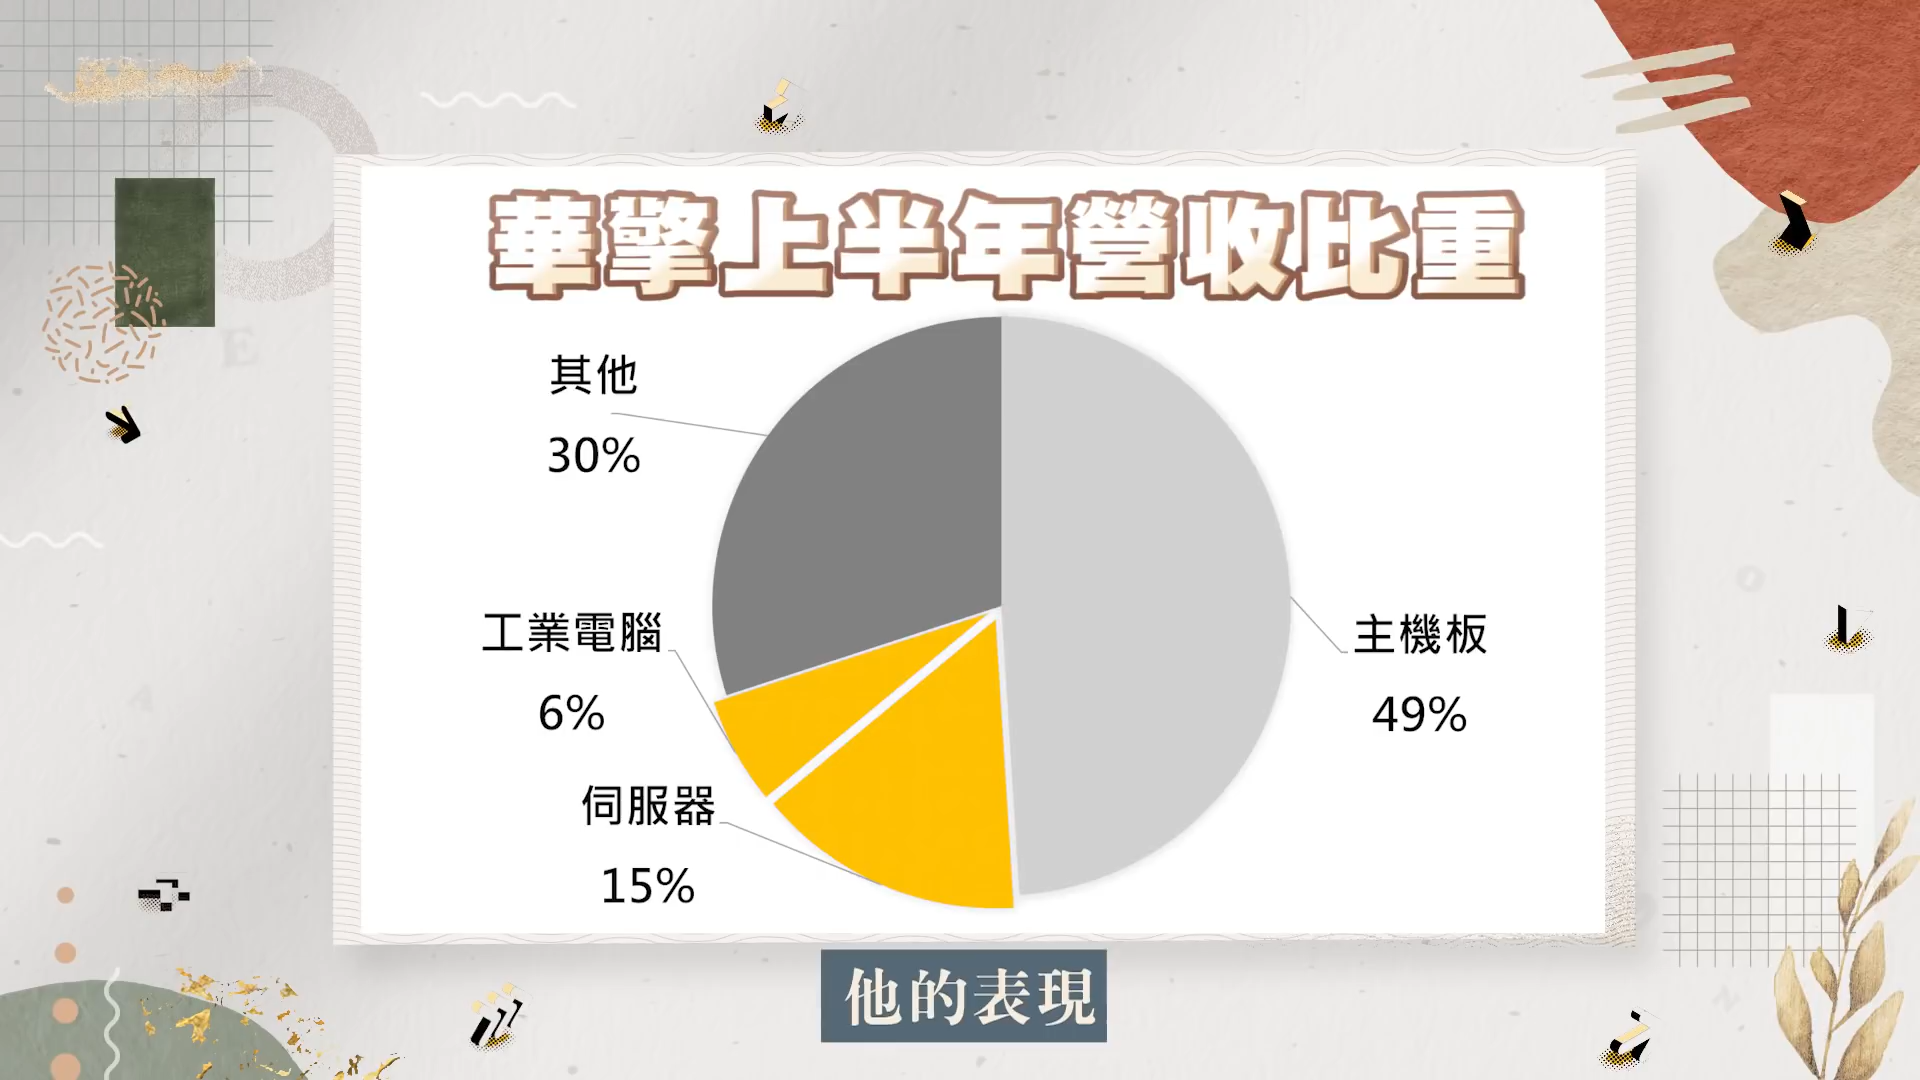 華擎上半年營收比重
其他
30%
工業電腦
6%
主機板
49%
伺服器
15%
他的表現